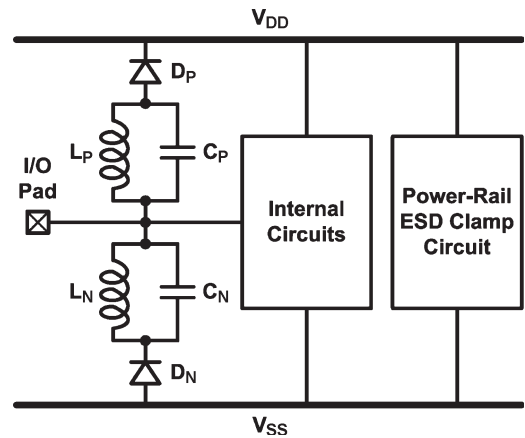 VDD
DP
LP
CP
I/O
Pad
Internal
Circuits
Power-Rail
ESD Clamp
Circuit
LN
CN
DN
VSS